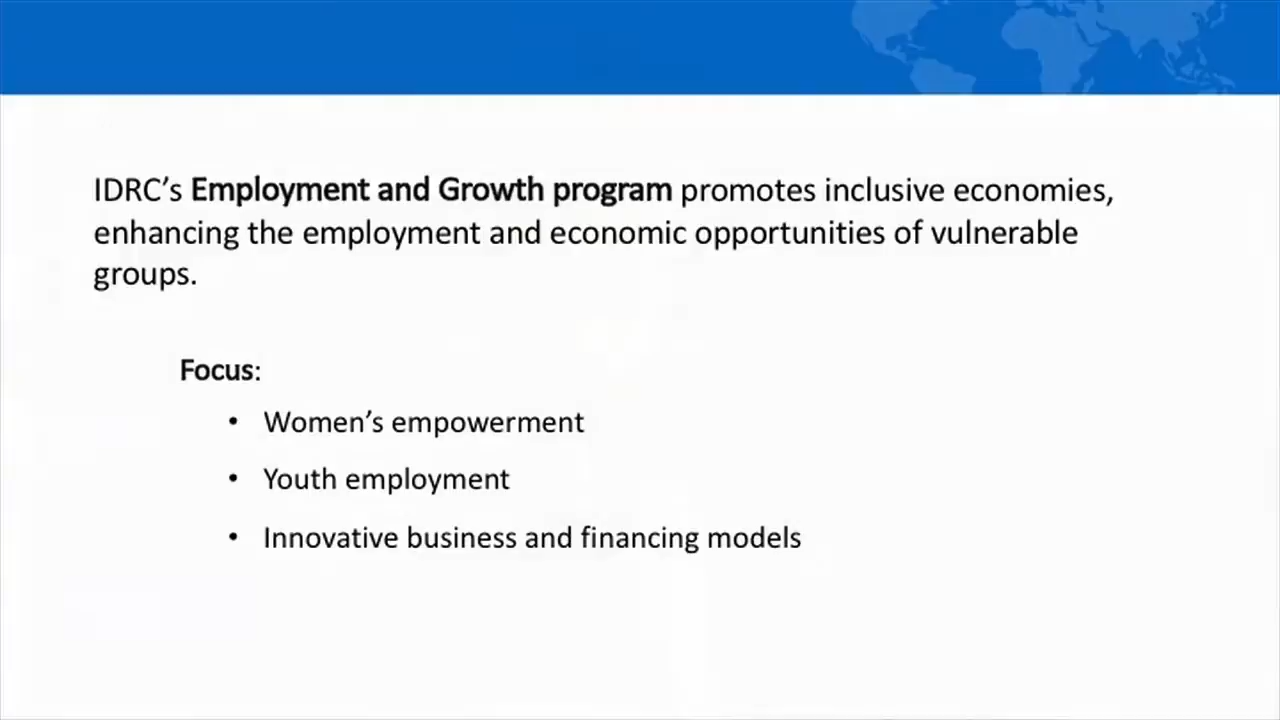 IDRC’s Employment and Growth program promotes inclusive economies,
enhancing the employment and economic opportunities of vulnerable
groups.
Focus:
• Women’s empowerment
• Youth employment
• Innovative business and financing models